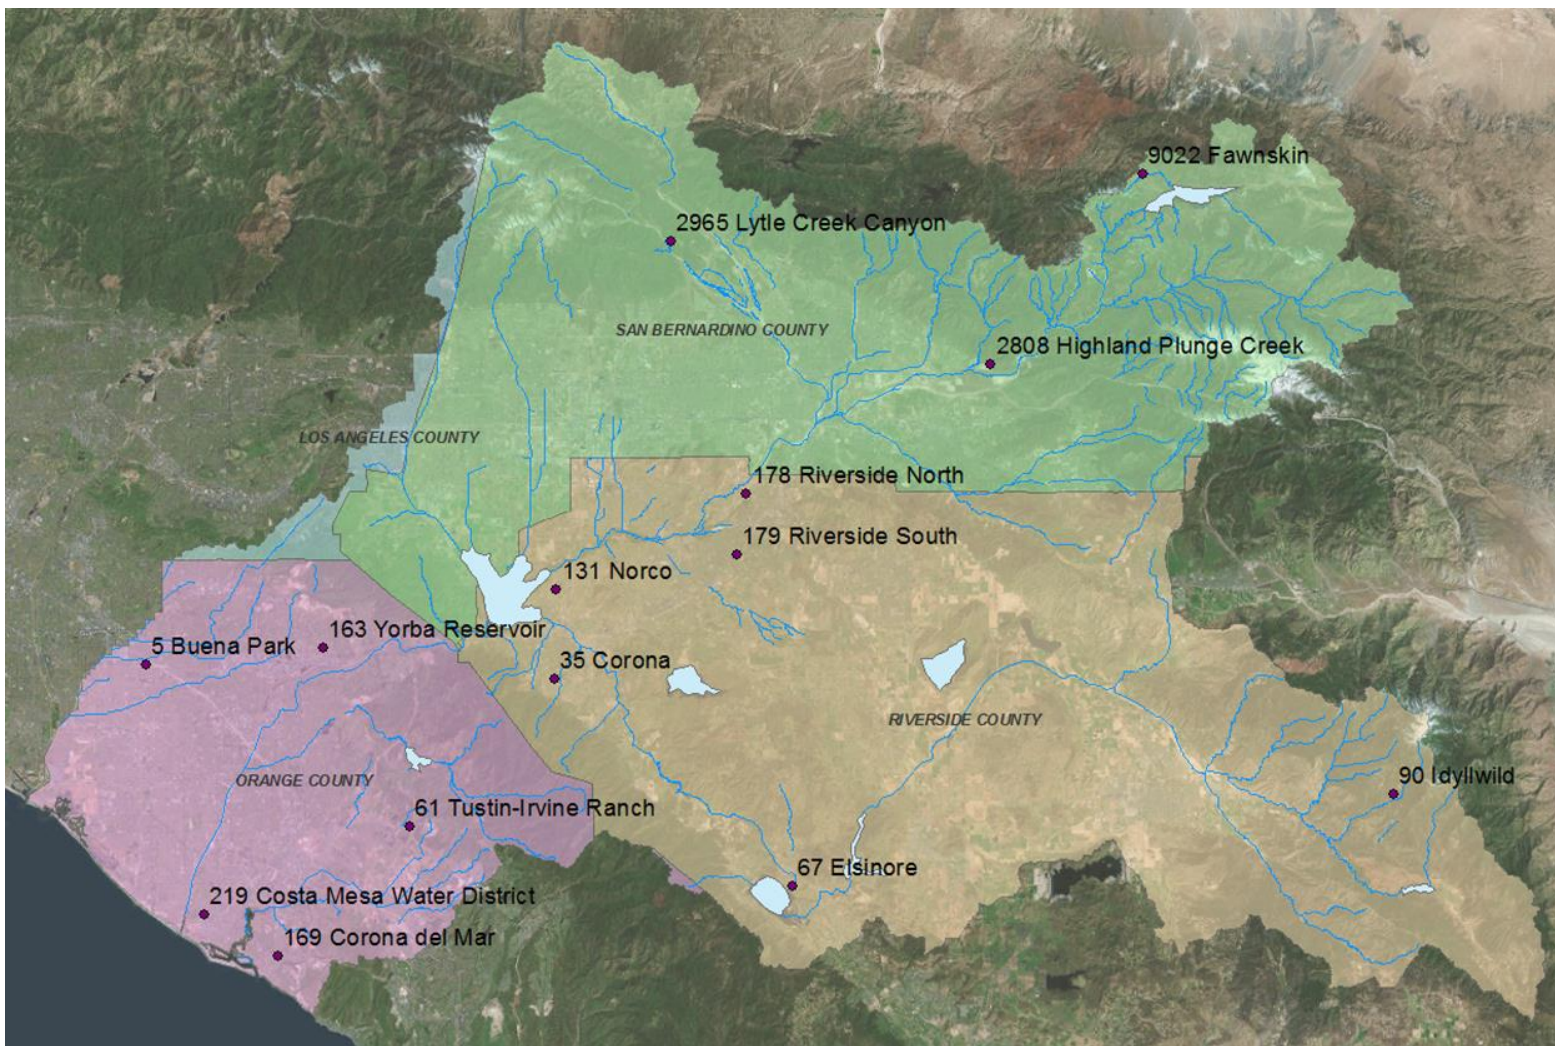 9022 Fawnskin
2965 Lytle Creek Canyon
SAN BERNARDINO COUNTY
2808 Highland Plunge Creek
LOS ANGELES COUNTY
178 Riverside North
179 Riverside South
131 Norco
163 Yorba Reservoir
5 Buena Park
35 Corona
RIVERSIDE COUNTY
ORANGE COUNTY
90 Idyllwild
61 Tustin-Irvine Ranch
67 Elsinore
219 Costa Mesa Water District
169 Corona del Mar